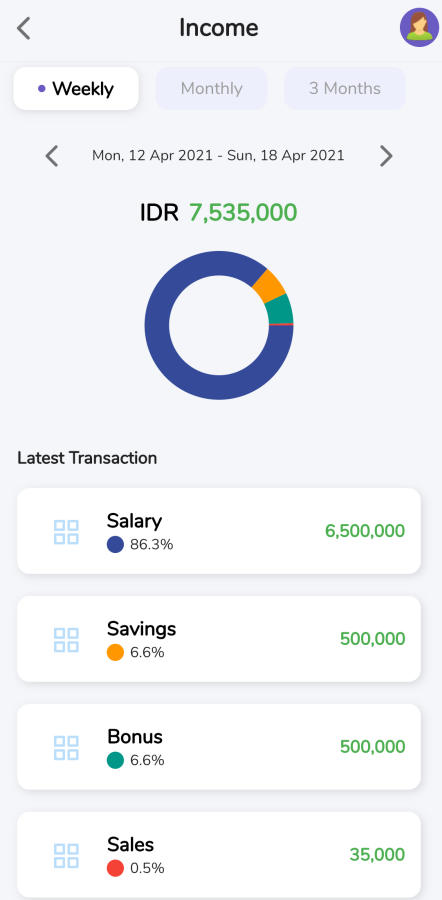 Income
Weekly
Monthly
3 Months
Mon, 12 Apr 2021 - Sun, 18 Apr 2021
IDR 7,535,000
Latest Transaction
Salary
86.3%
6,500,000
Savings
6.6%
500,000
Bonus
6.6%
500,000
Sales
0.5%
35,000